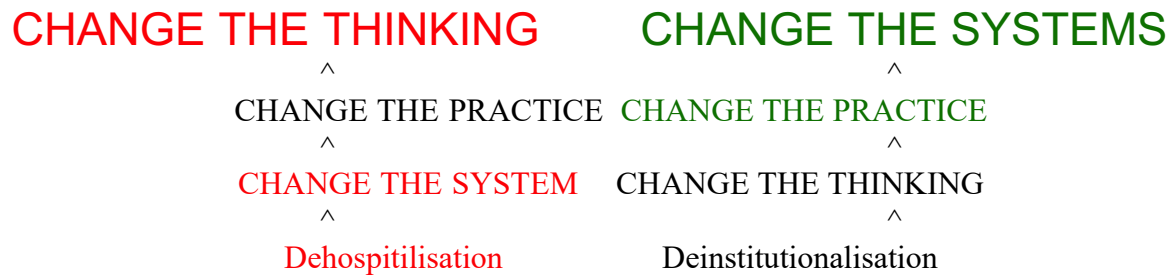 CHANGE THE THINKING CHANGE THE SYSTEMS
^ ^
CHANGE THE PRACTICE CHANGE THE PRACTICE
^ ^
CHANGE THE SYSTEM CHANGE THE THINKING
^ ^
Dehospitilisation Deinstitutionalisation